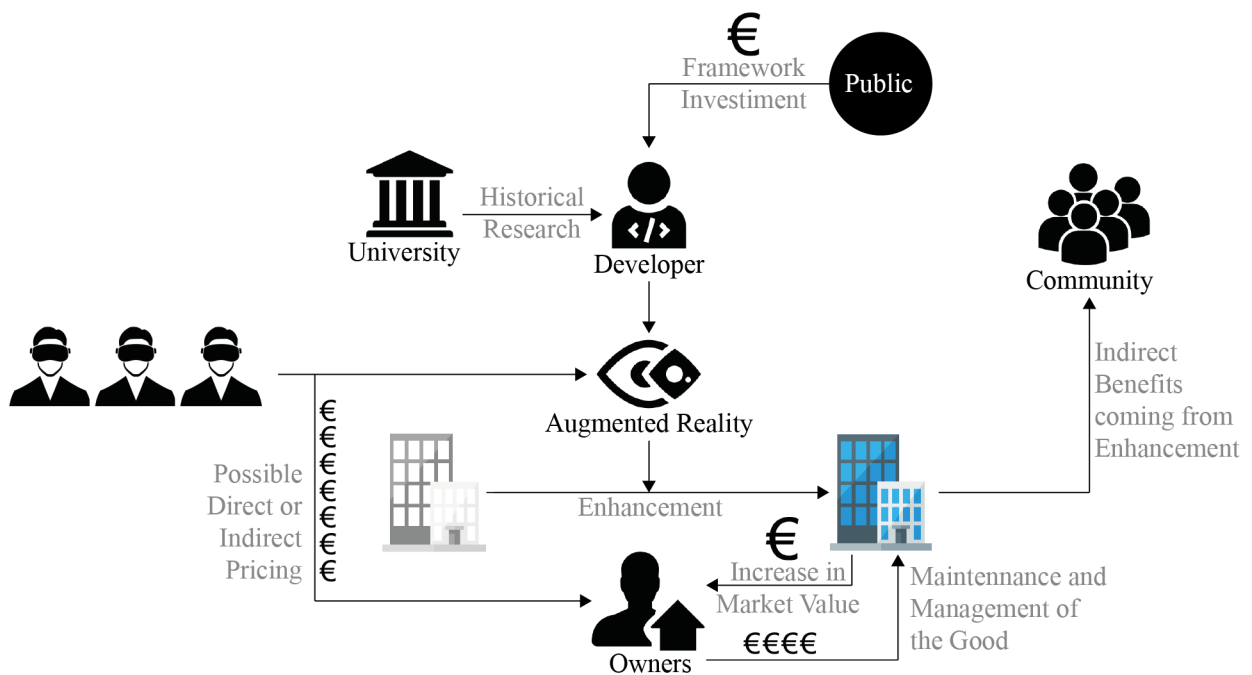 €
Framework
Investiment
Public
Historical
Research
</>
University
Developer
Community
Augmented Reality
Indirect
Benefits
coming from
Enhancement
Possible
Direct or
Indirect
Pricing
€
€
€
€
€
€
€
Enhancement
€
Increase in
Market Value
Maintennance and
Management of
the Good
€€€€
Owners